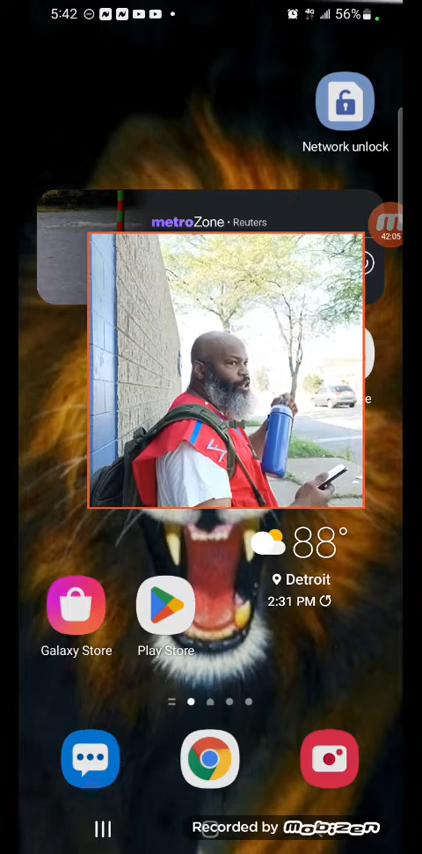 5:42
4G
56%
Network unlock
metroZone • Reuters
42:05
e
88°
Detroit
2:31 PM
Galaxy Store
Play Store
Recorded by mobizen